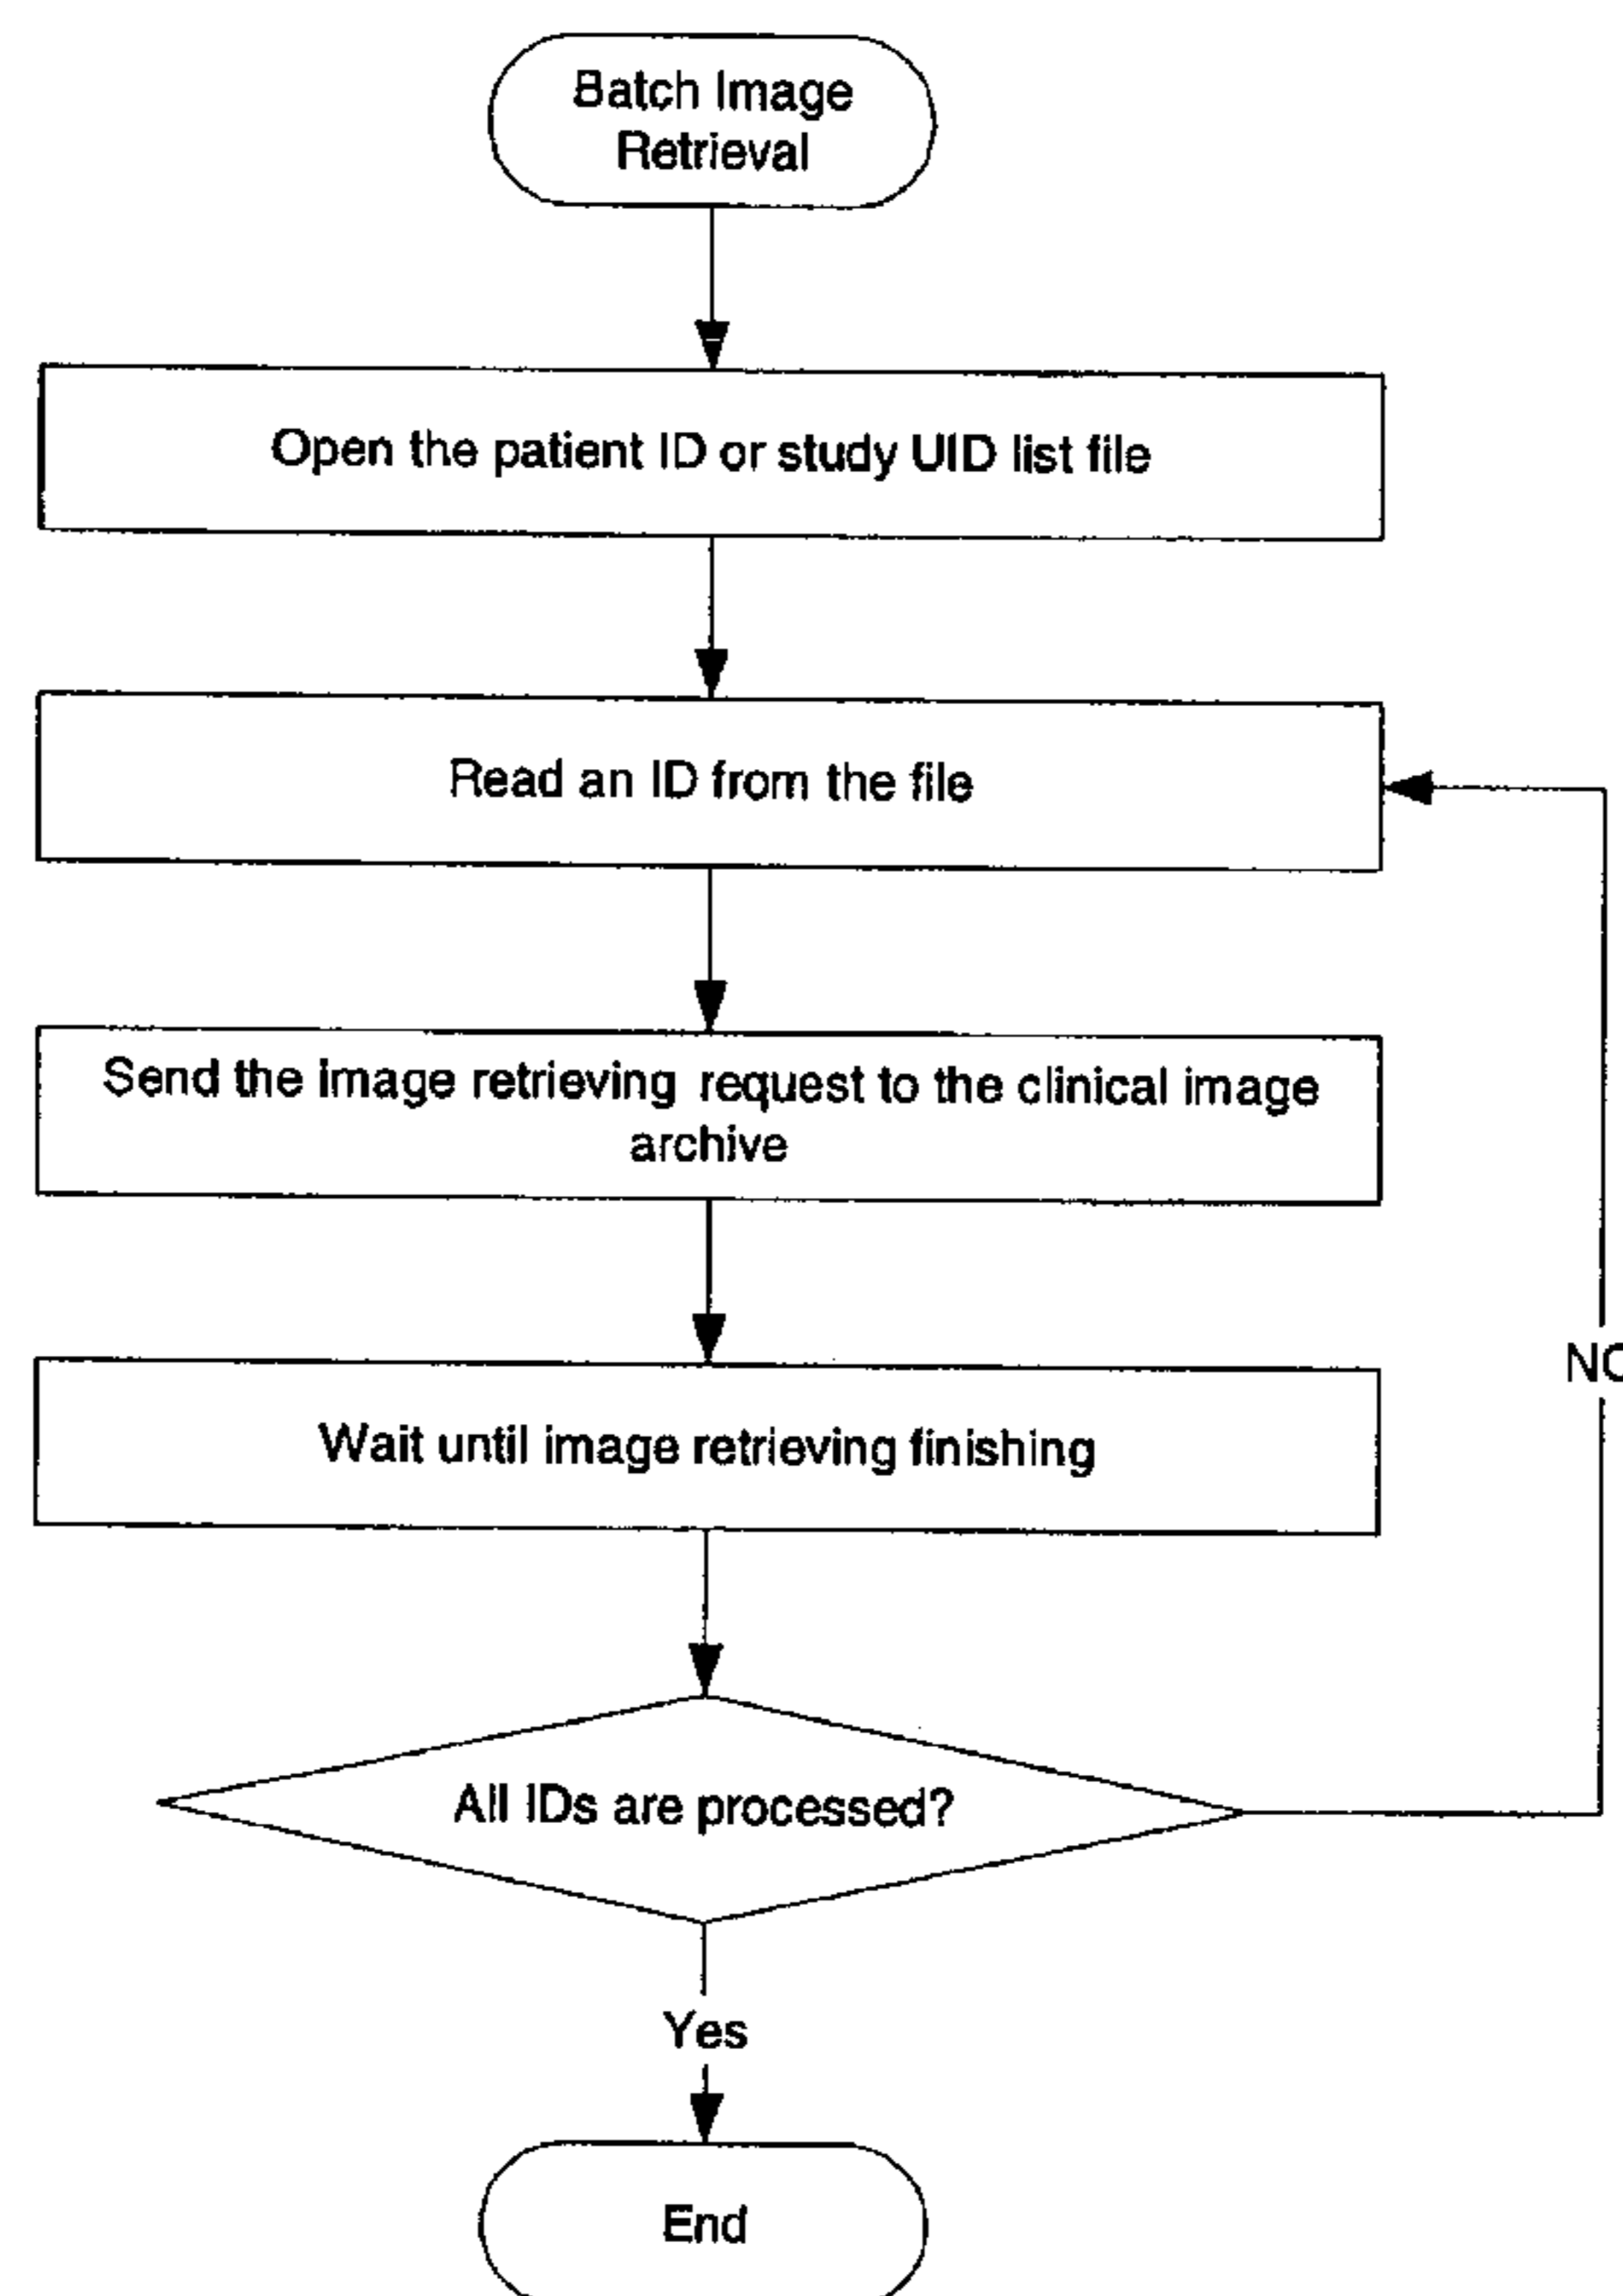 Batch Image
Retrieval
Open the patient ID or study UID list file
Read an ID from the file
Send the image retrieving request to the clinical image
archive
Wait until image retrieving finishing
All IDs are processed?
Yes
End